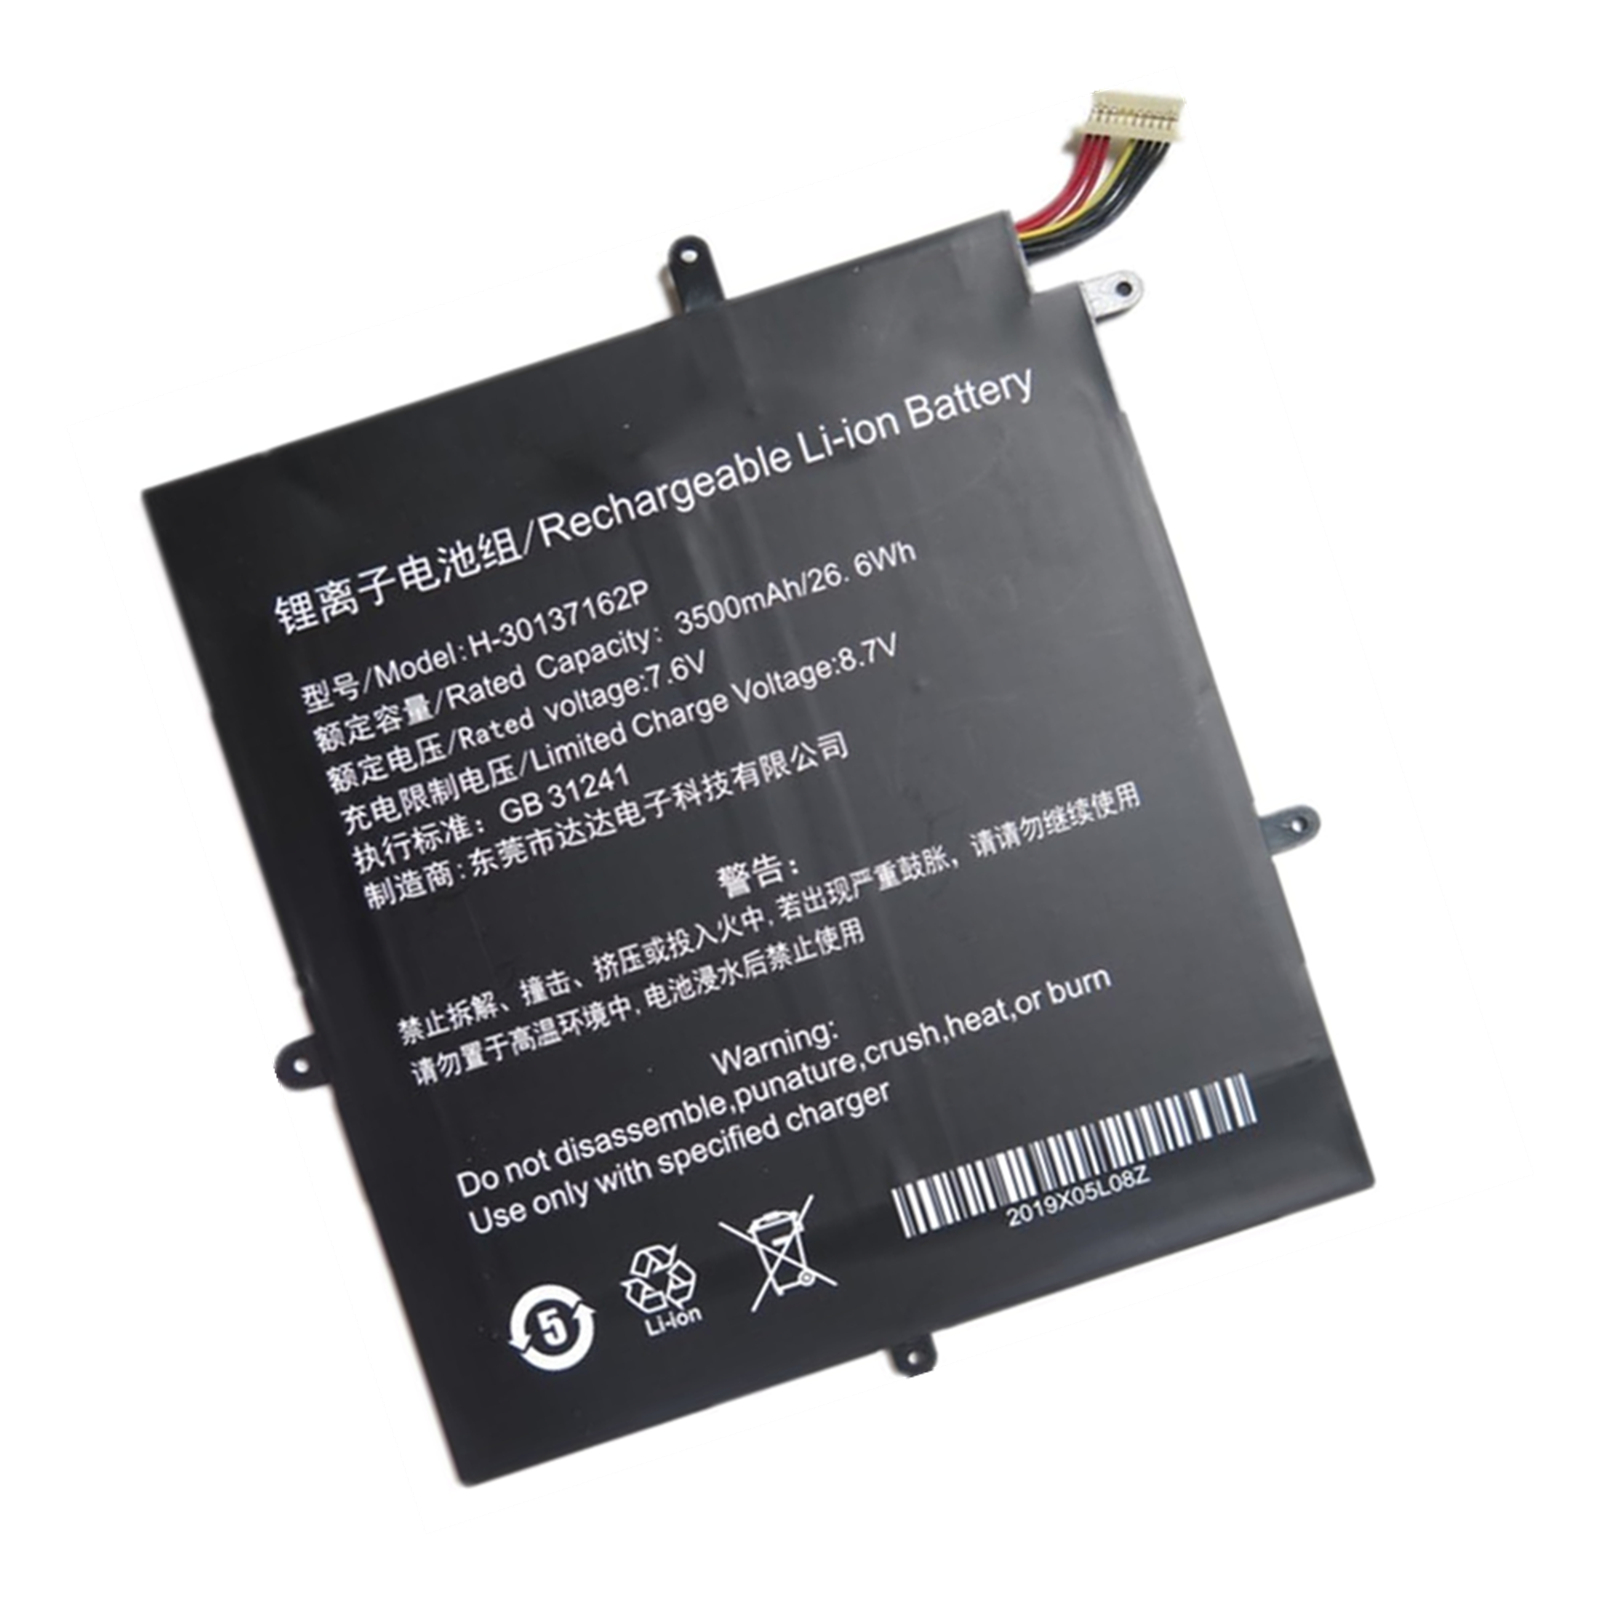 锂离子电池组/Rechargeable Li-ion Battery
型号/Model:H-30137162P
额定容量/Rated Capacity: 3500mAh/26.6Wh
额定电压/Rated voltage:7.6V
充电限制电压/Limited Charge Voltage:8.7V
执行标准：GB 31241
制造商:东莞市达达电子科技有限公司
警告：
禁止拆解、撞击、挤压或投入火中,若出现严重鼓胀，请请勿继续使用
请勿置于高温环境中,电池浸水后禁止使用
Warning:
Do not disassemble,punature,crush,heat,or burn
Use only with specified charger
2019X05L08Z
5
Li-ion